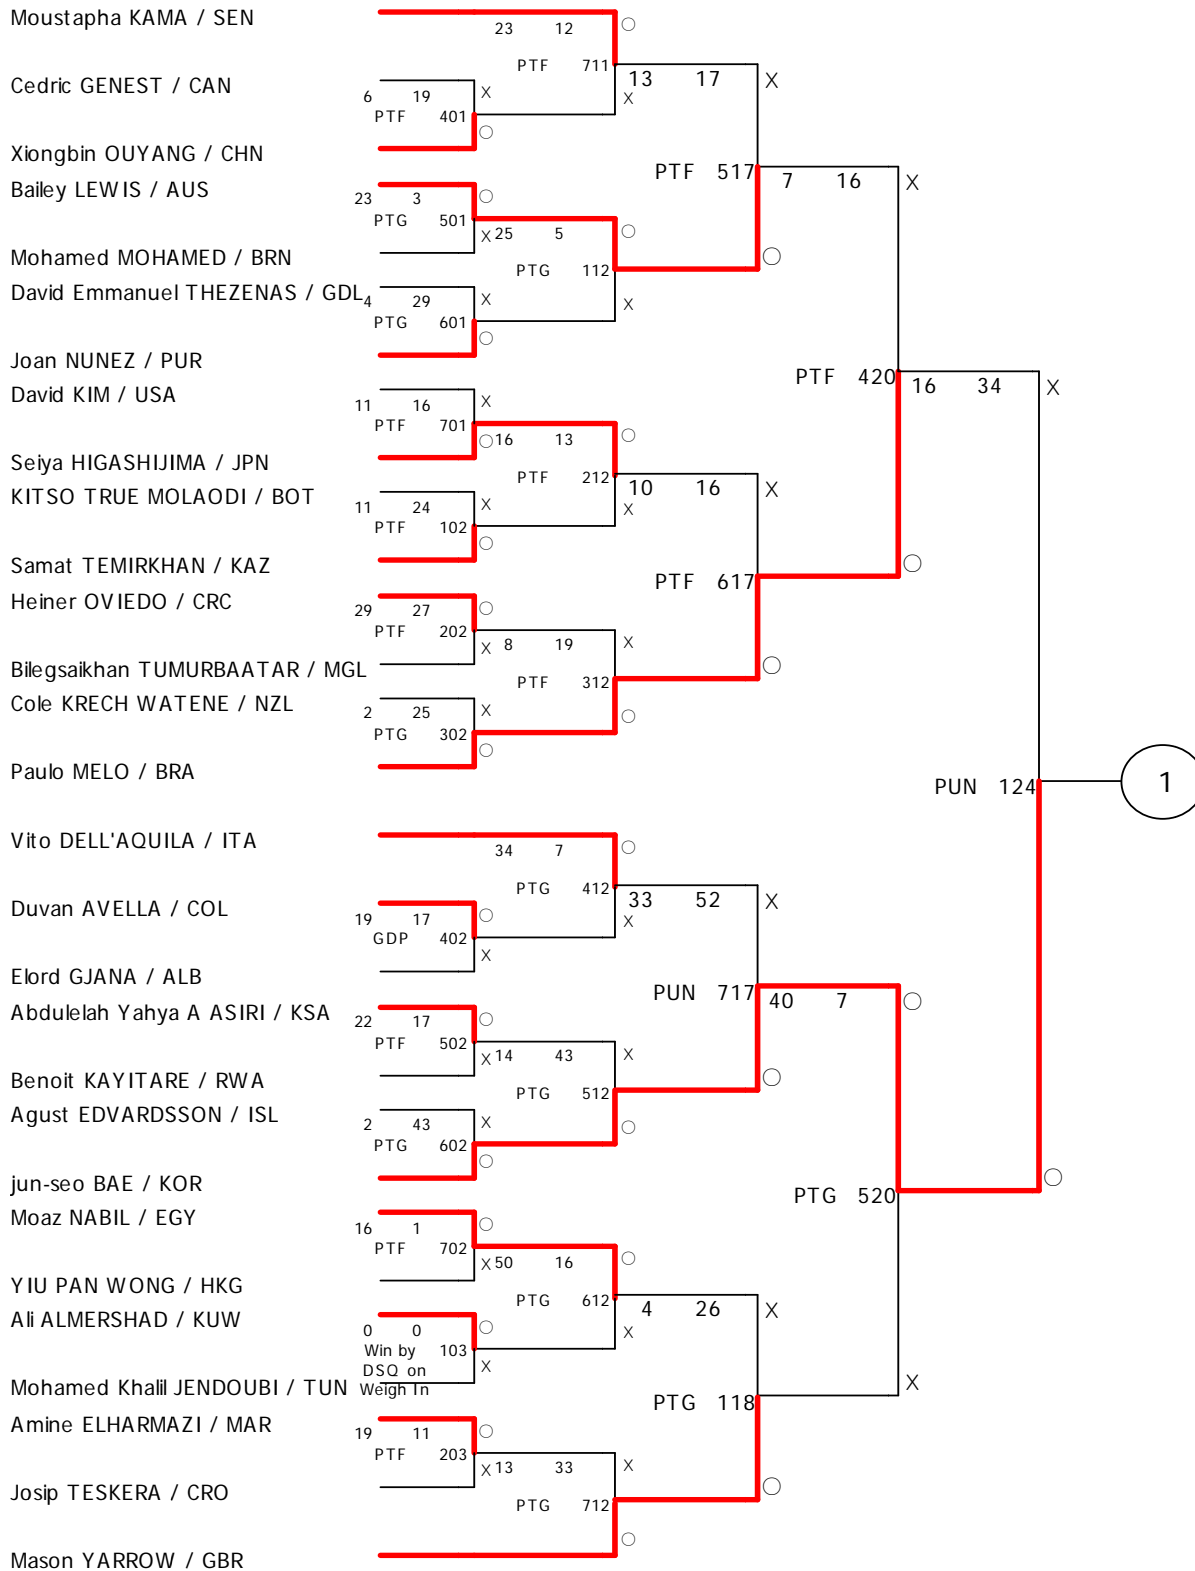 Moustapha KAMA / SEN
23 12
PTF 711
13 17
X
Cedric GENEST / CAN
6 19
PTF 401
X
X
Xiongbin OUYANG / CHN
PTF 517
7 16
X
Bailey LEWIS / AUS
23 3
PTG 501
X
25 5
PTG 112
Mohamed MOHAMED / BRN
David Emmanuel THEZENAS / GDL
4 29
PTG 601
X
X
Joan NUNEZ / PUR
PTF 420
16 34
X
David KIM / USA
11 16
PTF 701
X
16 13
PTF 212
Seiya HIGASHIJIMA / JPN
10 16
X
KITSO TRUE MOLAODI / BOT
11 24
PTF 102
X
X
Samat TEMIRKHAN / KAZ
PTF 617
Heiner OVIEDO / CRC
29 27
PTF 202
X
8 19
X
PTF 312
Bilegsaikhan TUMURBAATAR / MGL
Cole KRECH WATENE / NZL
2 25
PTG 302
X
Paulo MELO / BRA
PUN 124
1
Vito DELL'AQUILA / ITA
34 7
PTG 412
33 52
X
Duvan AVELLA / COL
19 17
GDP 402
X
X
Elord GJANA / ALB
PUN 717
40 7
Abdulelah Yahya A ASIRI / KSA
22 17
PTF 502
X
14 43
X
PTG 512
Benoit KAYITARE / RWA
Agust EDVARDSSON / ISL
2 43
PTG 602
X
jun-seo BAE / KOR
PTG 520
Moaz NABIL / EGY
16 1
PTF 702
X
50 16
PTG 612
YIU PAN WONG / HKG
4 26
X
Ali ALMERSHAD / KUW
0 0
Win by 103
DSQ on
Weigh In
X
X
Mohamed Khalil JENDOUBI / TUN
PTG 118
X
Amine ELHARMAZI / MAR
19 11
PTF 203
X
13 33
X
PTG 712
Josip TESKERA / CRO
Mason YARROW / GBR